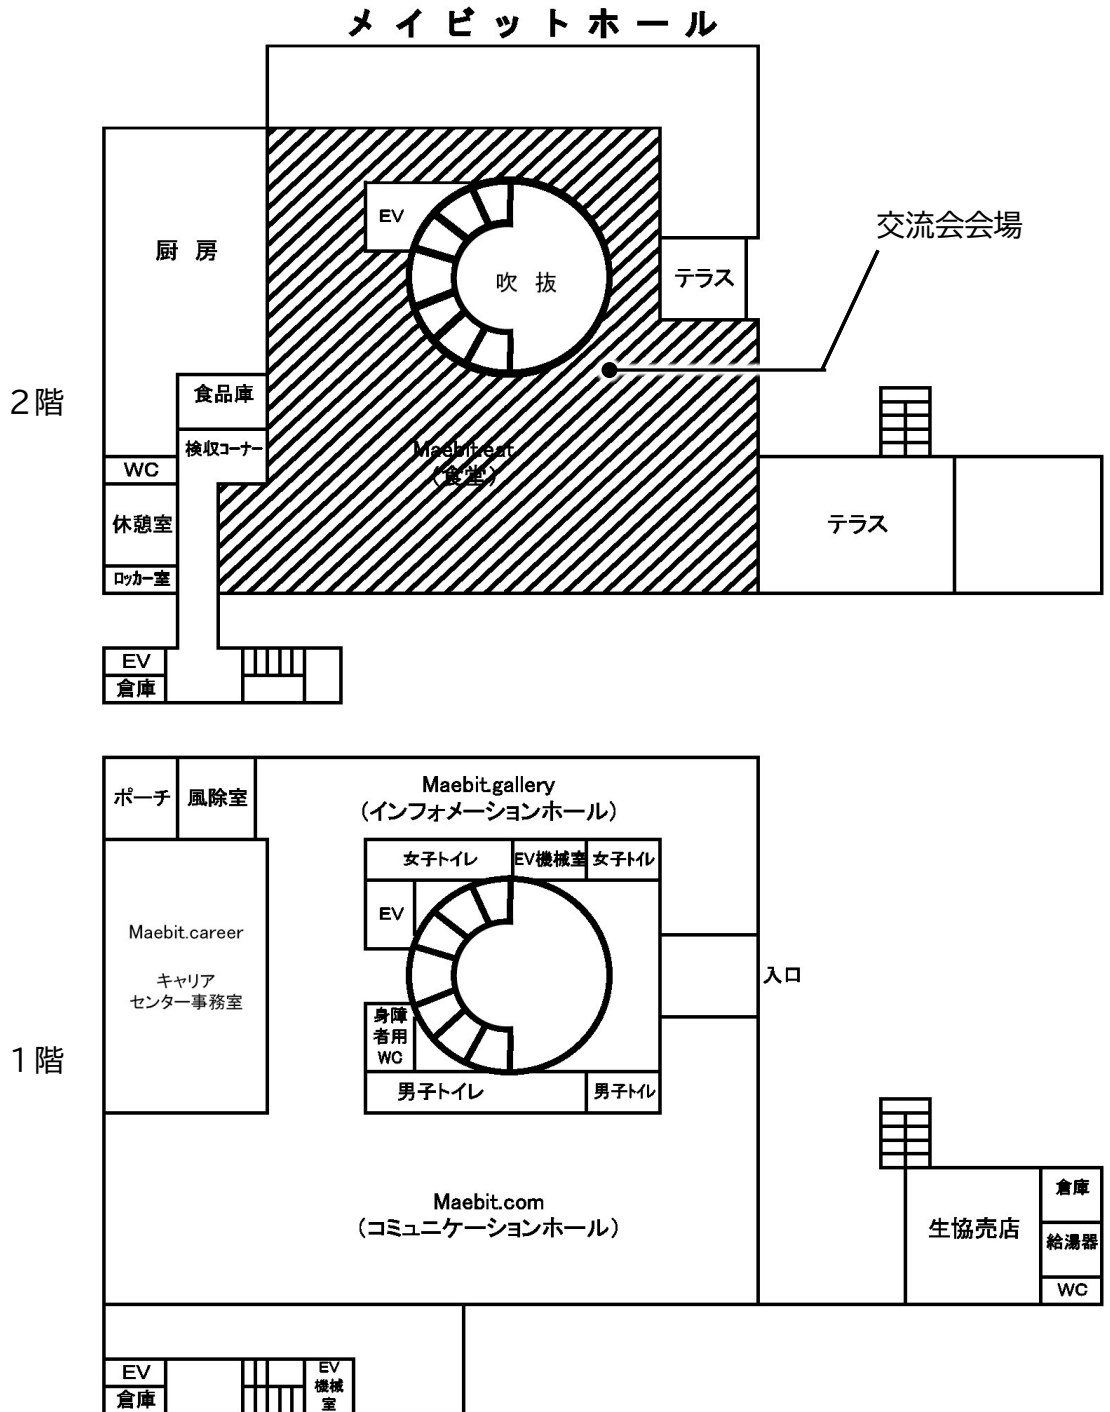 メイビットホール
交流会会場
EV
厨 房
吹 抜
テラス
食品庫
2階
検収コーナー
Maebit.eat
(食堂)
WC
休憩室
テラス
ロッカー室
EV
倉庫
ポーチ
風除室
Maebit.gallery
(インフォメーションホール)
女子トイレ
EV機械室
女子トイレ
EV
Maebit.career
キャリア
センター事務室
入口
身障
者用
WC
1階
男子トイレ
男子トイレ
Maebit.com
(コミュニケーションホール)
生協売店
倉庫
給湯器
WC
EV
倉庫
EV
機械
室